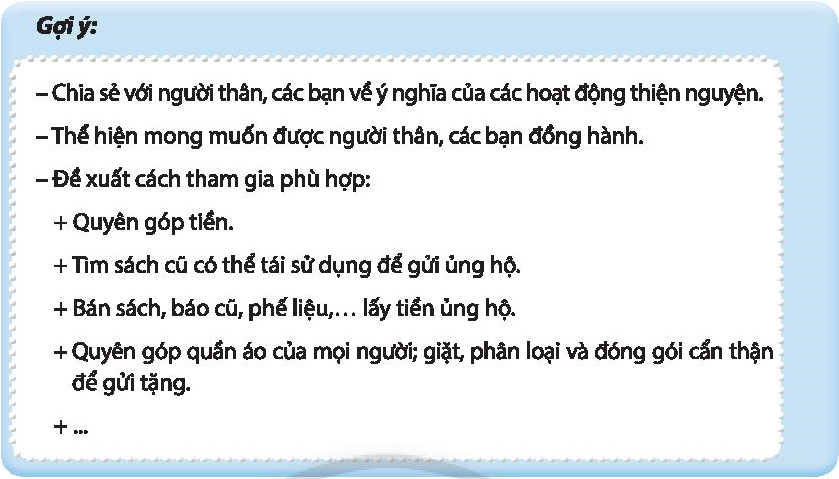 Gợi ý:
– Chia sẻ với người thân, các bạn về ý nghĩa của các hoạt động thiện nguyện.
– Thể hiện mong muốn được người thân, các bạn đồng hành.
– Đề xuất cách tham gia phù hợp:
+ Quyên góp tiền.
+ Tìm sách cũ có thể tái sử dụng để gửi ủng hộ.
+ Bán sách, báo cũ, phế liệu,... lấy tiền ủng hộ.
+ Quyên góp quần áo của mọi người; giặt, phân loại và đóng gói cẩn thận
để gửi tặng.
+ ...